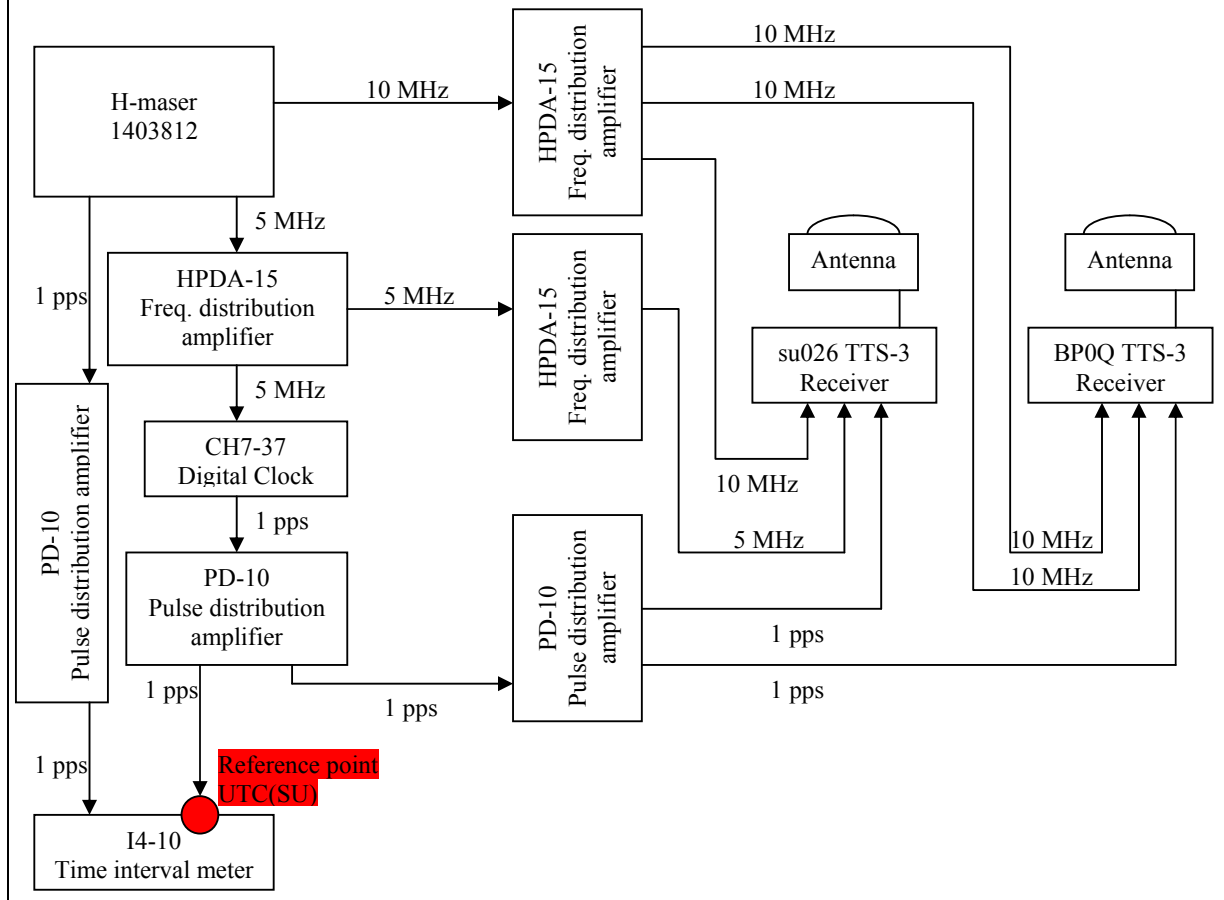 H-maser
1403812
10 MHz
HPDA-15
Freq. distribution
amplifier
10 MHz
10 MHz
5 MHz
1 pps
HPDA-15
Freq. distribution
amplifier
5 MHz
HPDA-15
Freq. distribution
amplifier
Antenna
Antenna
su026 TTS-3
Receiver
BP0Q TTS-3
Receiver
5 MHz
CH7-37
Digital Clock
PD-10
Pulse distribution amplifier
1 pps
10 MHz
5 MHz
10 MHz
10 MHz
PD-10
Pulse distribution
amplifier
PD-10
Pulse distribution
amplifier
1 pps
1 pps
1 pps
1 pps
1 pps
Reference point
UTC(SU)
I4-10
Time interval meter